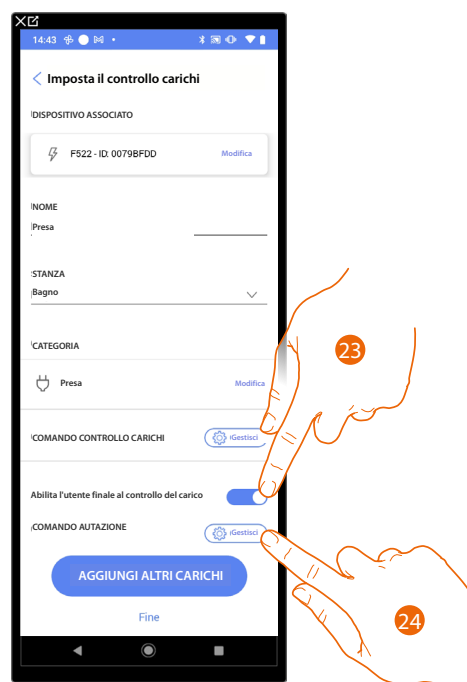 14:43
Imposta il controllo carichi
DISPOSITIVO ASSOCIATO
F522 - ID: 0079BFDD Modifica
NOME
Presa
STANZA
Bagno
CATEGORIA
Presa Modifica
COMANDO CONTROLLO CARICHI Gestisci
Abilita l'utente finale al controllo del carico
COMANDO AUTAZIONE Gestisci
AGGIUNGI ALTRI CARICHI
Fine
23
24